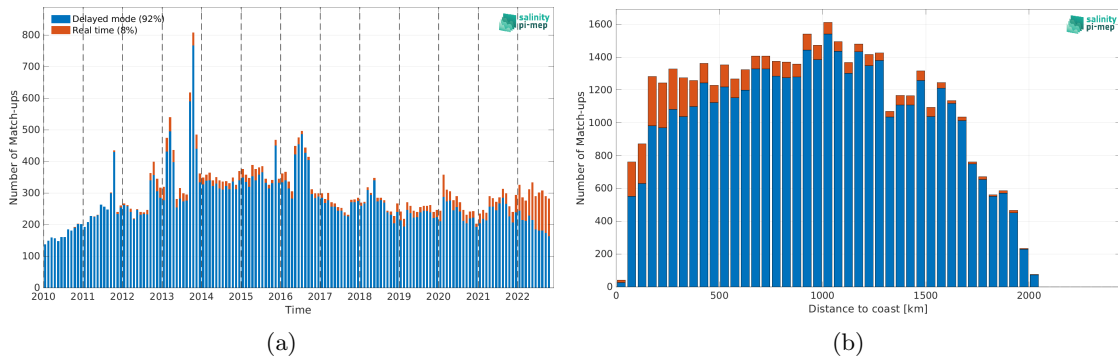 Delayed mode (92%)
Real time (8%)
salinity
pi-mep
800
700
600
500
400
300
200
100
0
Number of Match-ups
2010 2011 2012 2013 2014 2015 2016 2017 2018 2019 2020 2021 2022
Time
(a)
salinity
pi-mep
1600
1400
1200
1000
800
600
400
200
0
Number of Match-ups
0 500 1000 1500 2000
Distance to coast [km]
(b)